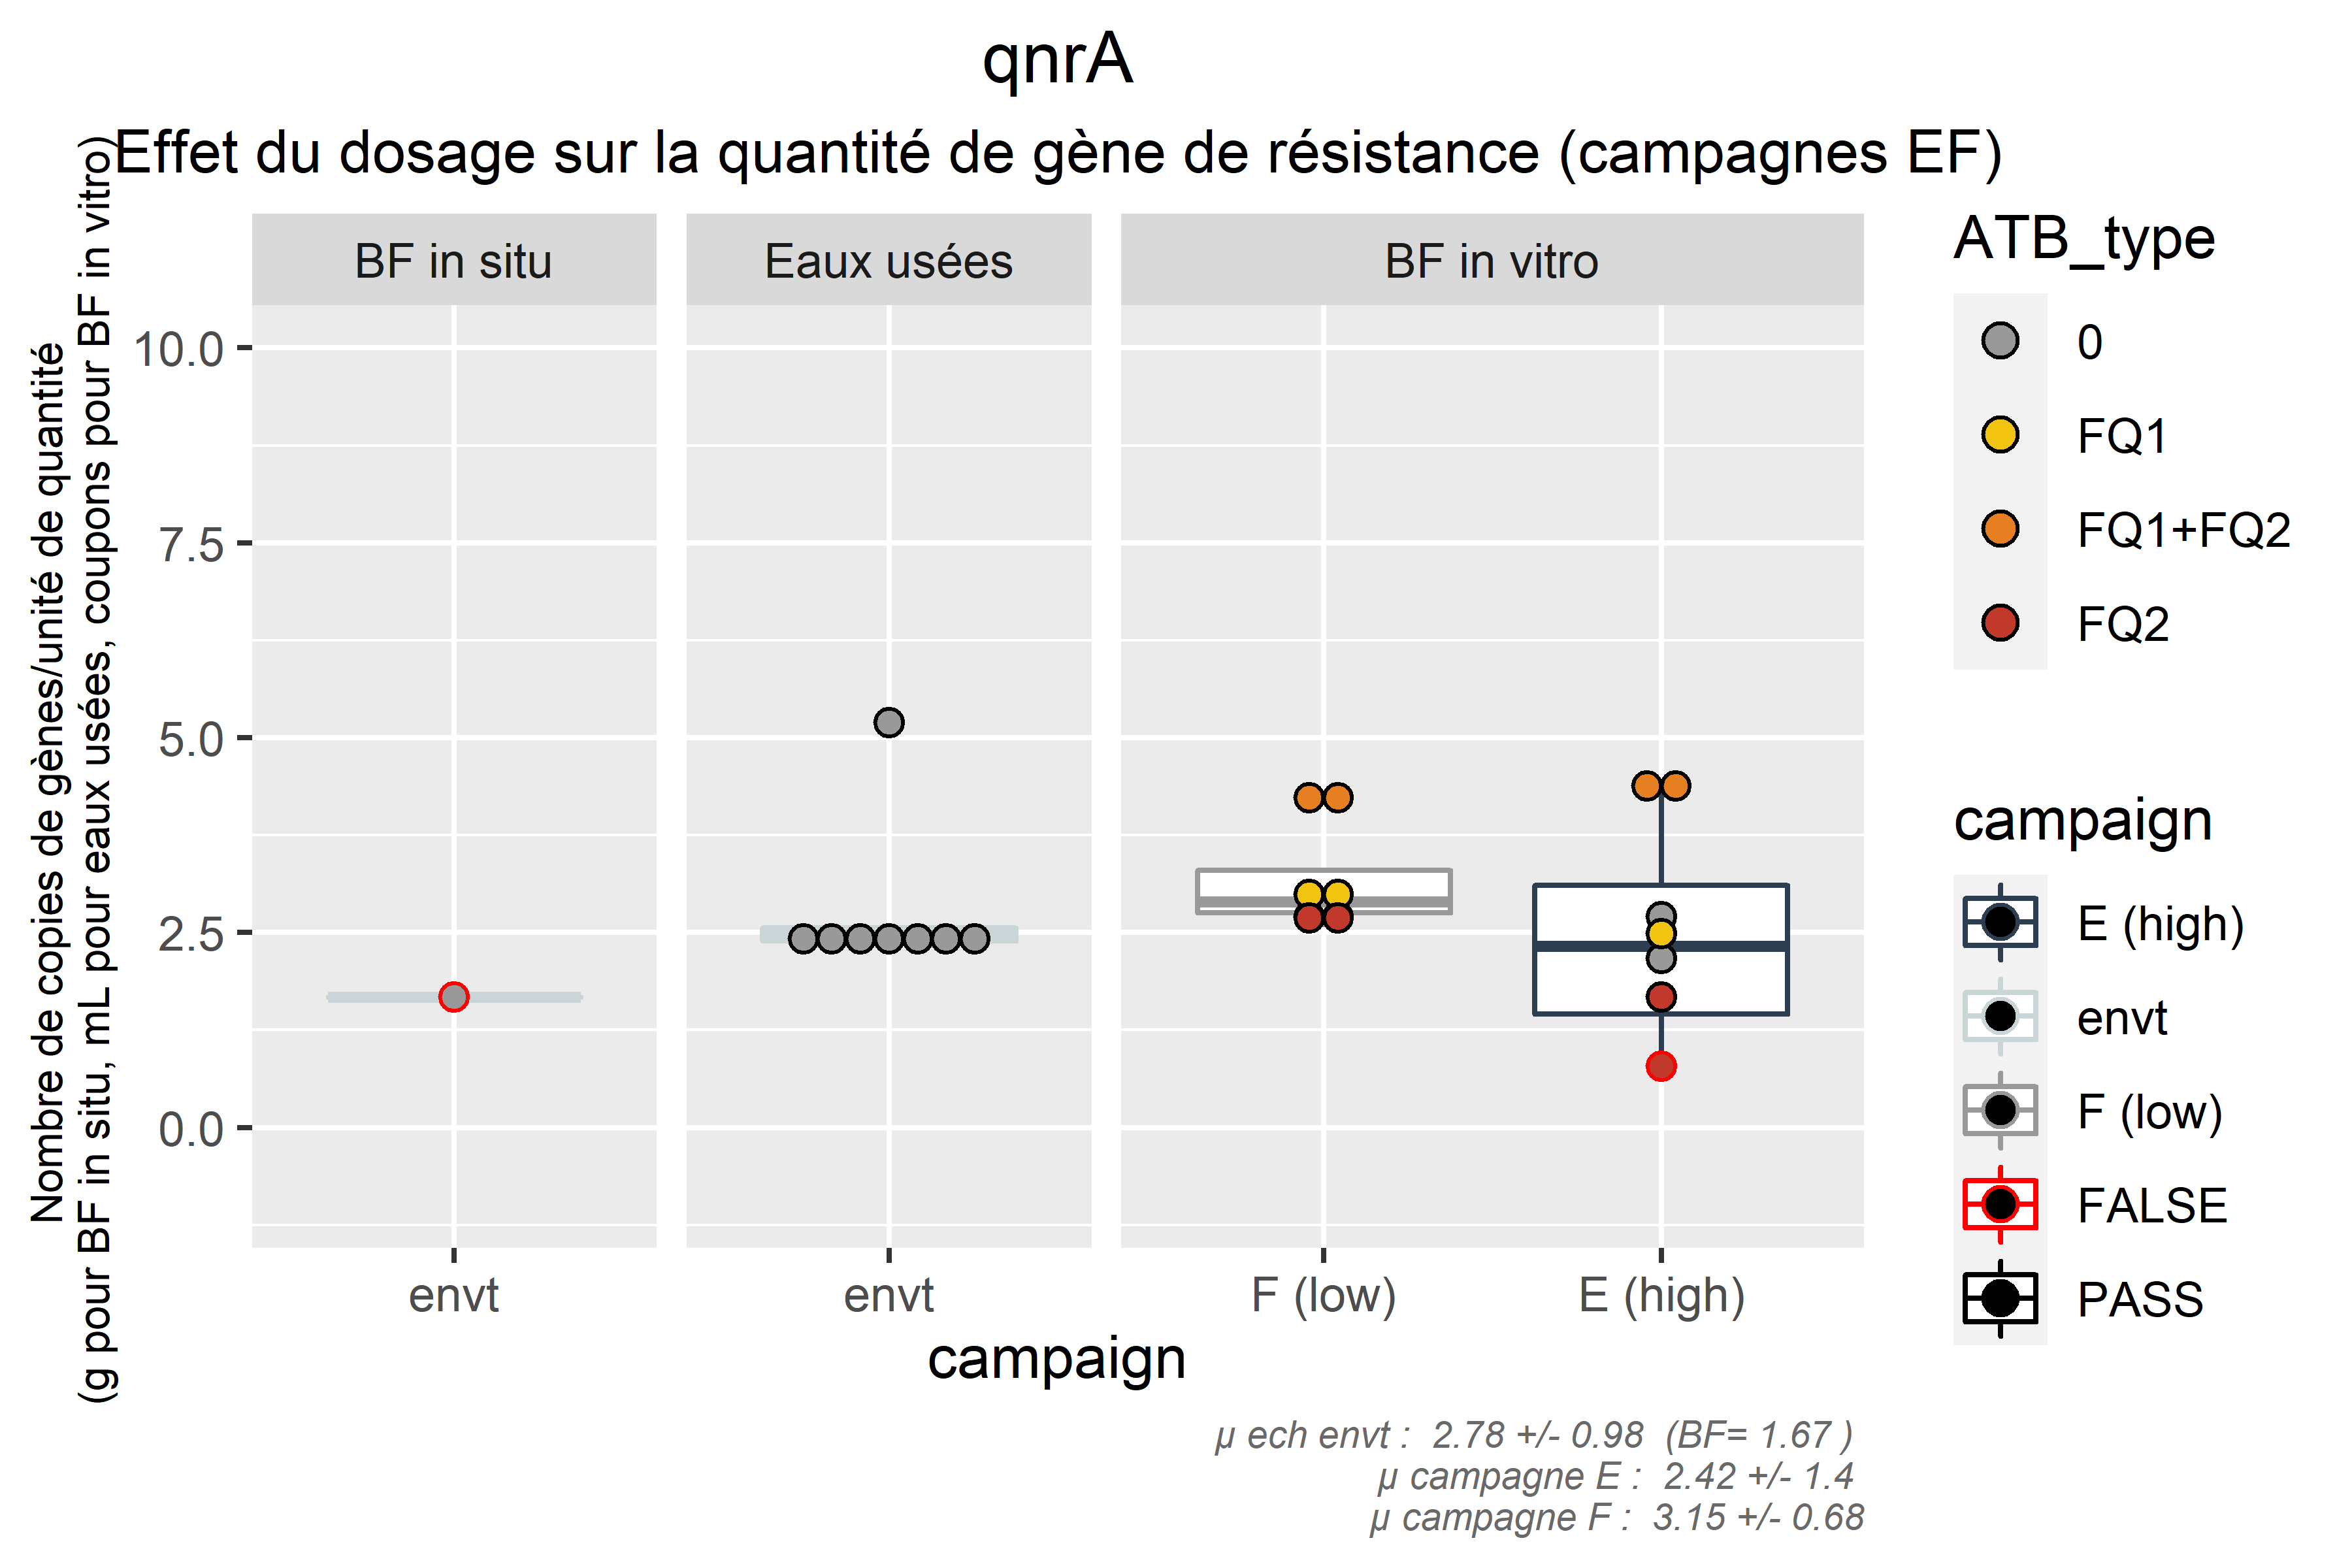 qnrA
Effet du dosage sur la quantité de gène de résistance (campagnes EF)
Nombre de copies de gènes/unité de quantité
(g pour BF in situ, mL pour eaux usées, coupons pour BF in vitro)
BF in situ
Eaux usées
BF in vitro
10.0
7.5
5.0
2.5
0.0
envt
envt
F (low)
E (high)
campaign
ATB_type
0
FQ1
FQ1+FQ2
FQ2
campaign
E (high)
envt
F (low)
FALSE
PASS
µ ech envt :  2.78 +/- 0.98  (BF= 1.67 )
µ campagne E :  2.42 +/- 1.4
µ campagne F :  3.15 +/- 0.68